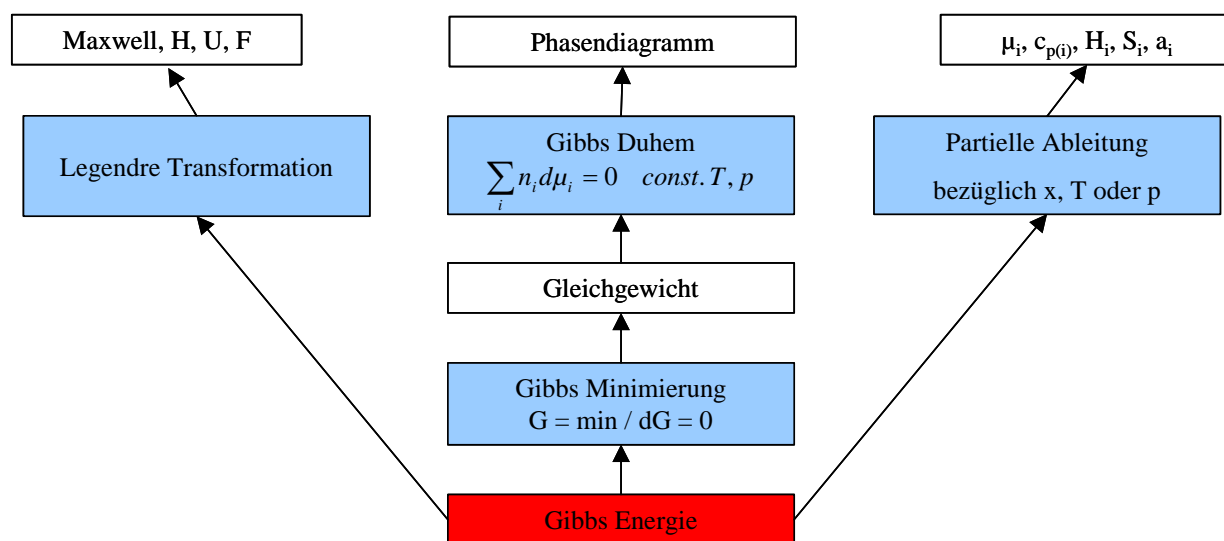 Maxwell, H, U, F
Phasendiagramm
μᵢ, cₚ₍ᵢ₎, Hᵢ, Sᵢ, aᵢ
Legendre Transformation
Gibbs Duhem
∑ᵢ nᵢdμᵢ = 0 const. T, p
Partielle Ableitung
bezüglich x, T oder p
Gleichgewicht
Gibbs Minimierung
G = min / dG = 0
Gibbs Energie